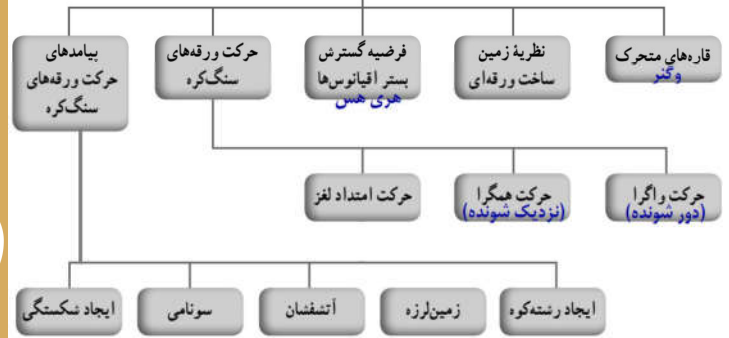 قاره‌های متحرک
وگنر
نظریهٔ زمین
ساخت ورقه‌ای
فرضیه گسترش
بستر اقیانوس‌ها
هری هس
حرکت ورقه‌های
سنگ‌کره
پیامدهای
حرکت ورقه‌های
سنگ‌کره
حرکت واگرا
(دور شونده)
حرکت همگرا
(نزدیک شونده)
حرکت امتداد لغز
ایجاد رشته‌کوه
زمین‌لرزه
آتشفشان
سونامی
ایجاد شکستگی